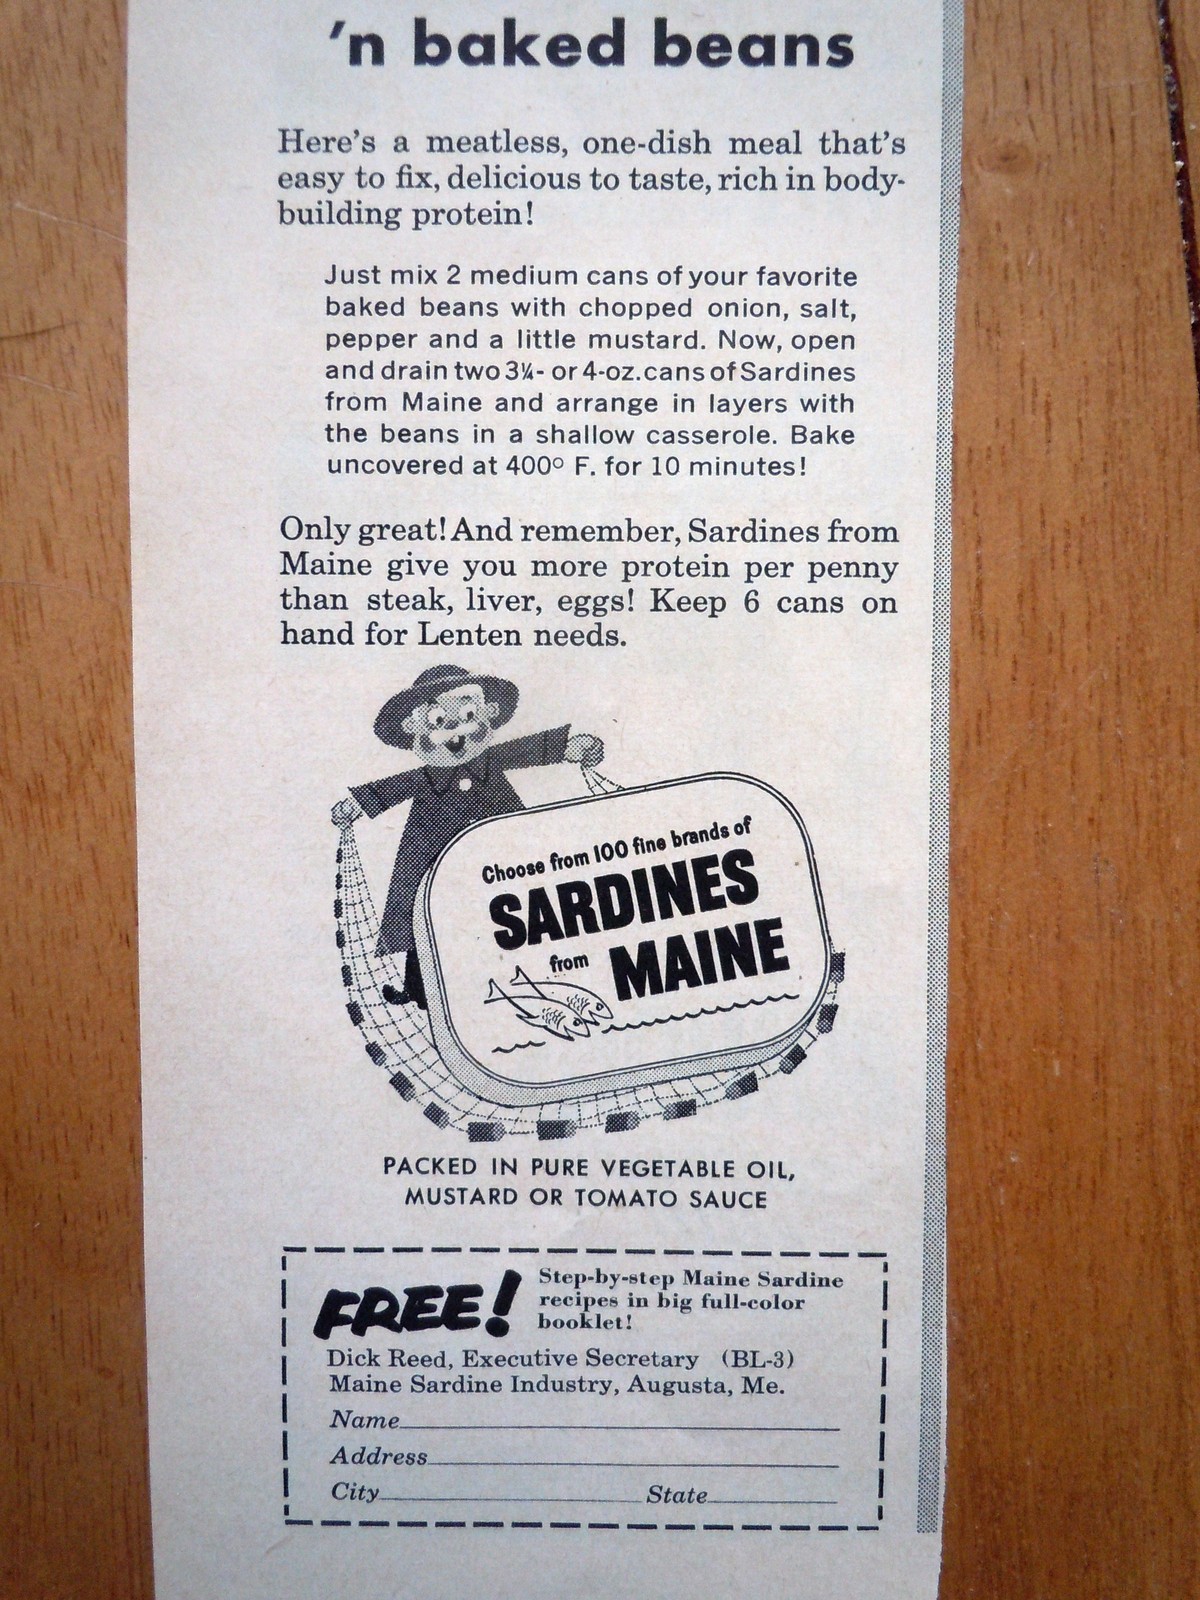 'n baked beans
Here's a meatless, one-dish meal that's
easy to fix, delicious to taste, rich in body-
building protein!
Just mix 2 medium cans of your favorite
baked beans with chopped onion, salt,
pepper and a little mustard. Now, open
and drain two 3¼- or 4-oz. cans of Sardines
from Maine and arrange in layers with
the beans in a shallow casserole. Bake
uncovered at 400° F. for 10 minutes!
Only great! And remember, Sardines from
Maine give you more protein per penny
than steak, liver, eggs! Keep 6 cans on
hand for Lenten needs.
Choose from 100 fine brands of
SARDINES
from MAINE
PACKED IN PURE VEGETABLE OIL,
MUSTARD OR TOMATO SAUCE
FREE!
Step-by-step Maine Sardine
recipes in big full-color
booklet!
Dick Reed, Executive Secretary (BL-3)
Maine Sardine Industry, Augusta, Me.
Name
Address
City State